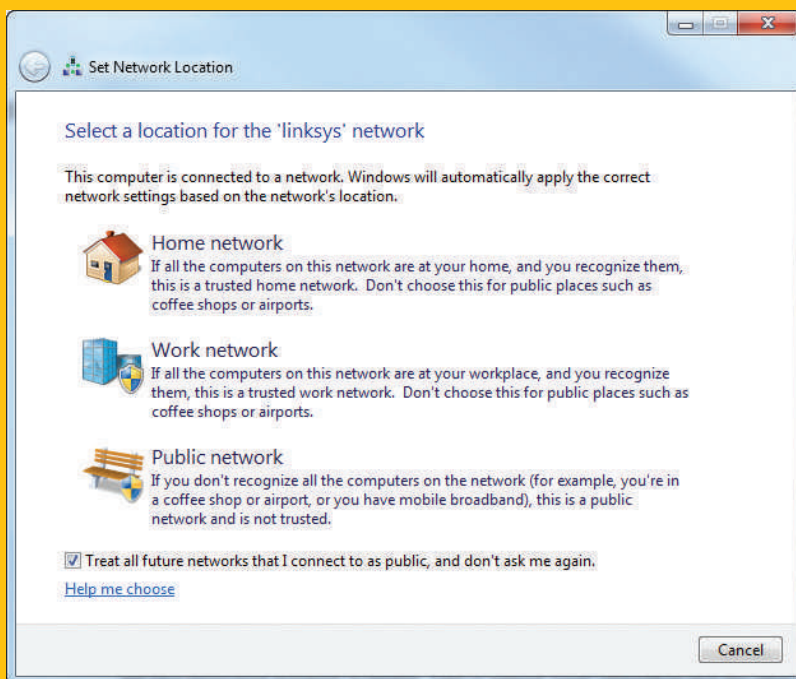 Set Network Location
Select a location for the 'linksys' network
This computer is connected to a network. Windows will automatically apply the correct
network settings based on the network's location.
Home network
If all the computers on this network are at your home, and you recognize them,
this is a trusted home network. Don't choose this for public places such as
coffee shops or airports.
Work network
If all the computers on this network are at your workplace, and you recognize
them, this is a trusted work network. Don't choose this for public places such as
coffee shops or airports.
Public network
If you don't recognize all the computers on the network (for example, you're in
a coffee shop or airport, or you have mobile broadband), this is a public
network and is not trusted.
Treat all future networks that I connect to as public, and don't ask me again.
Help me choose
Cancel